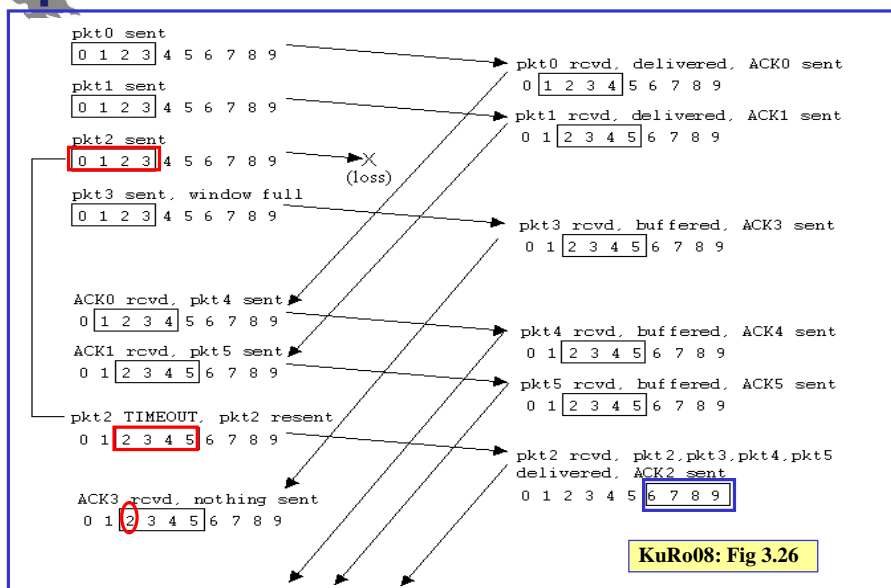 pkt0 sent
0 1 2 3 4 5 6 7 8 9
pkt1 sent
0 1 2 3 4 5 6 7 8 9
pkt2 sent
0 1 2 3 4 5 6 7 8 9
X
(loss)
pkt3 sent, window full
0 1 2 3 4 5 6 7 8 9
ACK0 rcvd, pkt4 sent
0 1 2 3 4 5 6 7 8 9
ACK1 rcvd, pkt5 sent
0 1 2 3 4 5 6 7 8 9
pkt2 TIMEOUT, pkt2 resent
0 1 2 3 4 5 6 7 8 9
ACK3 rcvd, nothing sent
0 1 2 3 4 5 6 7 8 9
pkt0 rcvd, delivered, ACK0 sent
0 1 2 3 4 5 6 7 8 9
pkt1 rcvd, delivered, ACK1 sent
0 1 2 3 4 5 6 7 8 9
pkt3 rcvd, buffered, ACK3 sent
0 1 2 3 4 5 6 7 8 9
pkt4 rcvd, buffered, ACK4 sent
0 1 2 3 4 5 6 7 8 9
pkt5 rcvd, buffered, ACK5 sent
0 1 2 3 4 5 6 7 8 9
pkt2 rcvd, pkt2,pkt3,pkt4,pkt5
delivered, ACK2 sent
0 1 2 3 4 5 6 7 8 9
KuRo08: Fig 3.26